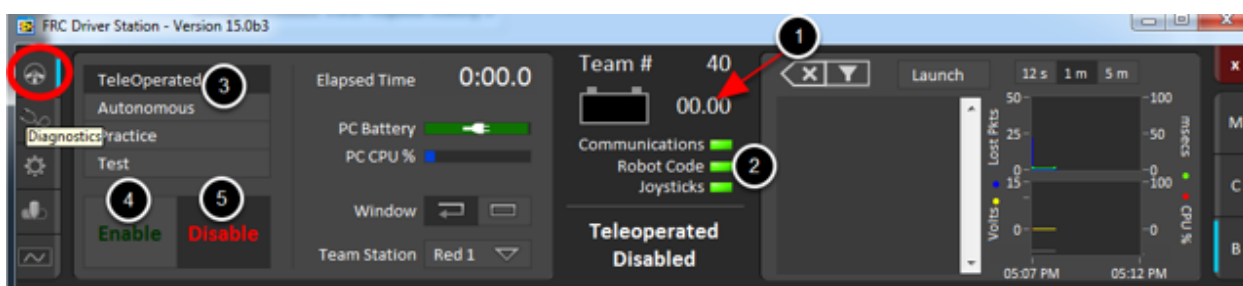 FRC Driver Station - Version 15.0b3
1
TeleOperated
3
Autonomous
Practice
Test
Diagnostics
4
5
Enable
Disable
Elapsed Time 0:00.0
PC Battery
PC CPU %
Window
Team Station Red 1
Team # 40
00.00
Communications
Robot Code
2
Joysticks
Teleoperated
Disabled
X
Launch
12 s 1 m 5 m
50 100
Lost Pkts
25 50
msecs
0 0
15 100
Volts
CPU %
0 0
05:07 PM 05:12 PM
x
M
C
B